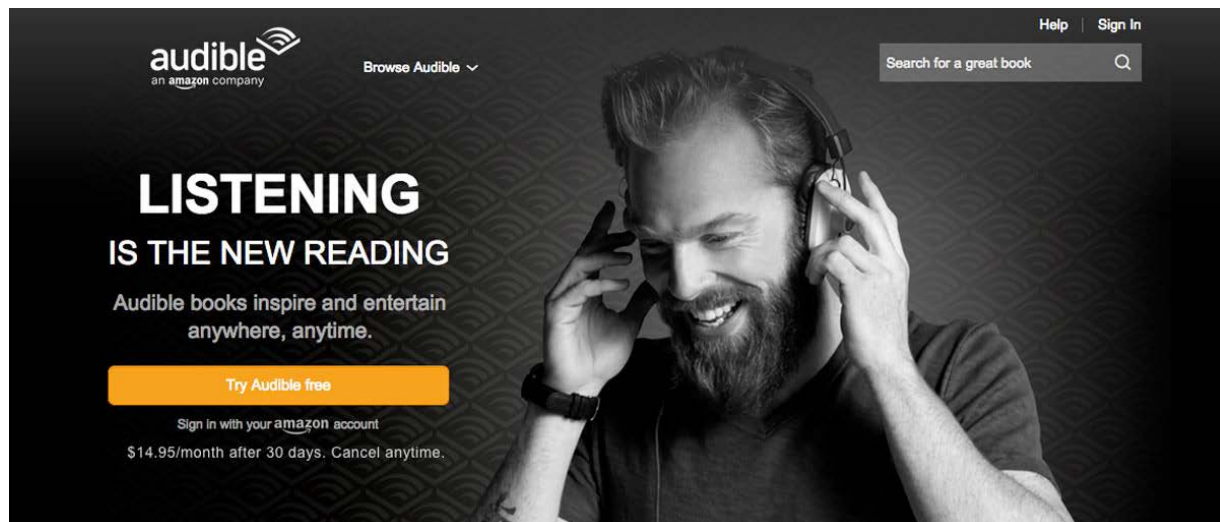 Help | Sign In
audible
an amazon company
Browse Audible
Search for a great book
LISTENING
IS THE NEW READING
Audible books inspire and entertain
anywhere, anytime.
Try Audible free
Sign in with your amazon account
$14.95/month after 30 days. Cancel anytime.